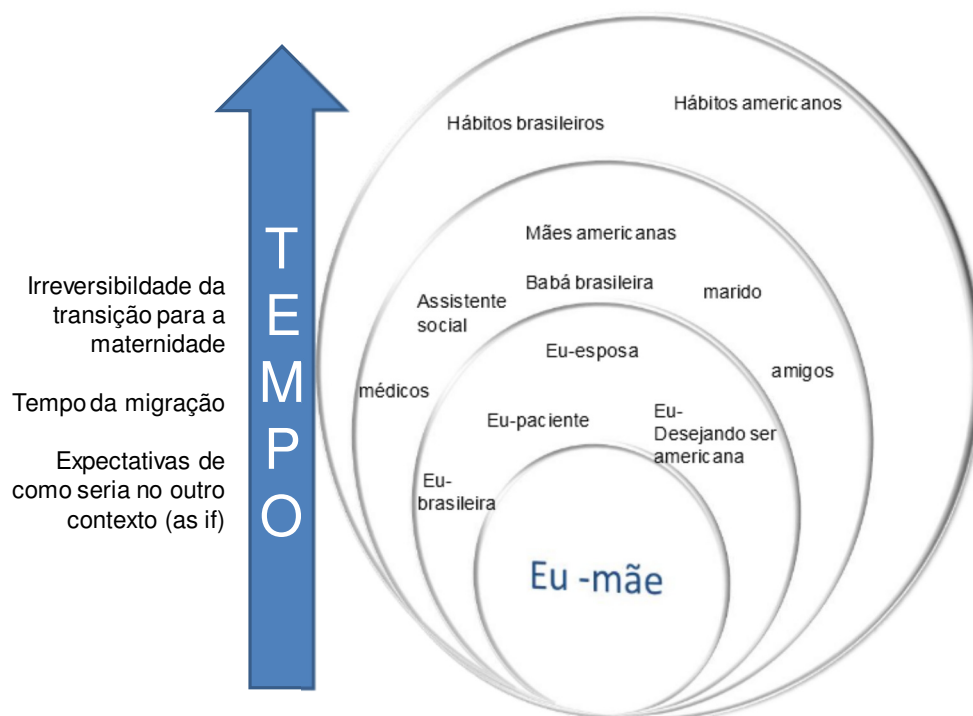 Hábitos americanos
Hábitos brasileiros
Mães americanas
Babá brasileira
marido
Assistente
social
Eu-esposa
amigos
médicos
Eu-paciente
Eu-
Desejando ser
americana
Eu-
brasileira
Eu -mãe
TEMPO
Irreversibildade da
transição para a
maternidade
Tempo da migração
Expectativas de
como seria no outro
contexto (as if)